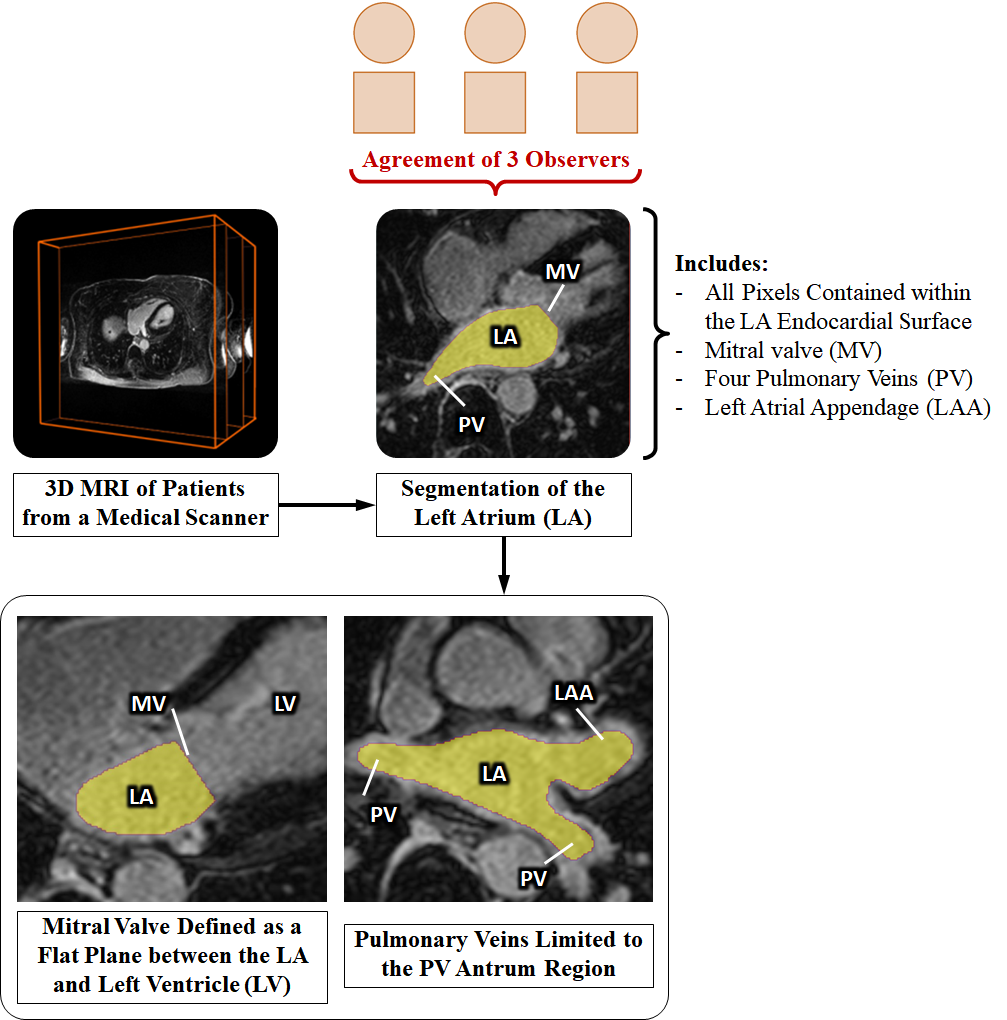 Agreement of 3 Observers
MV
LA
PV
Includes:
- All Pixels Contained within
the LA Endocardial Surface
- Mitral valve (MV)
- Four Pulmonary Veins (PV)
- Left Atrial Appendage (LAA)
3D MRI of Patients
from a Medical Scanner
Segmentation of the
Left Atrium (LA)
MV
LV
LA
LAA
LA
PV
PV
Mitral Valve Defined as a
Flat Plane between the LA
and Left Ventricle (LV)
Pulmonary Veins Limited to
the PV Antrum Region